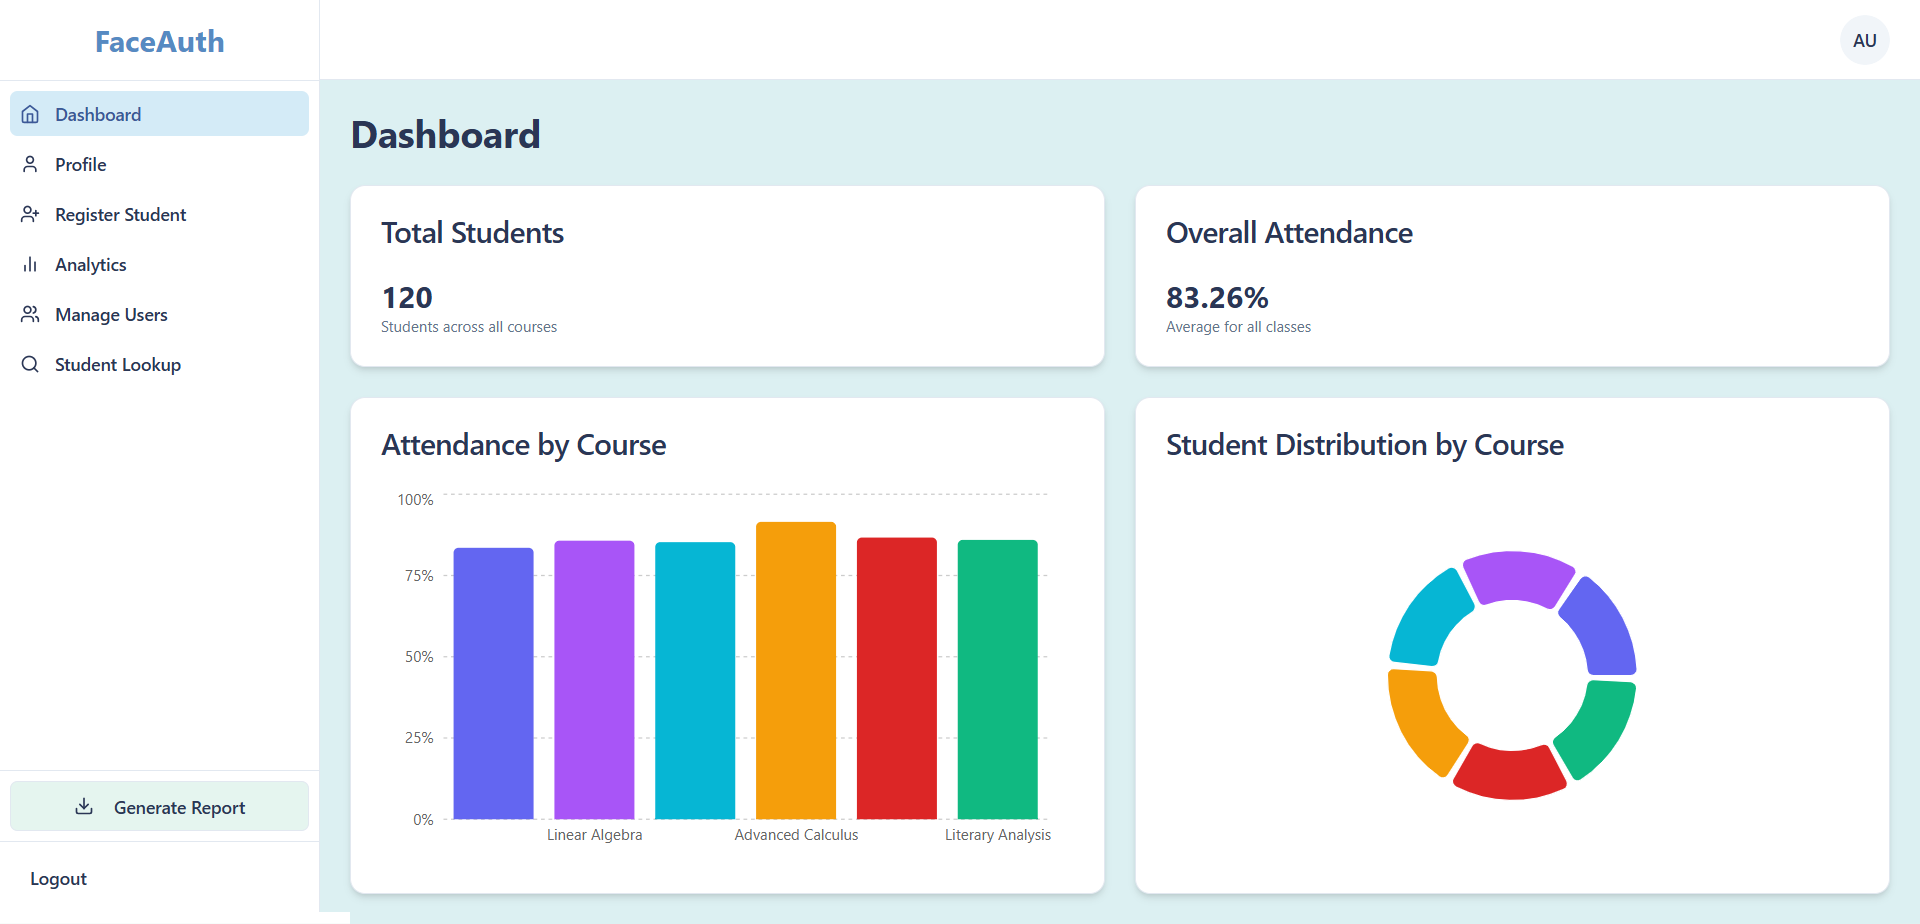 FaceAuth
AU
Dashboard
Profile
Register Student
Analytics
Manage Users
Student Lookup
Generate Report
Logout
Dashboard
Total Students
120
Students across all courses
Overall Attendance
83.26%
Average for all classes
Attendance by Course
100%
75%
50%
25%
0%
Linear Algebra
Advanced Calculus
Literary Analysis
Student Distribution by Course